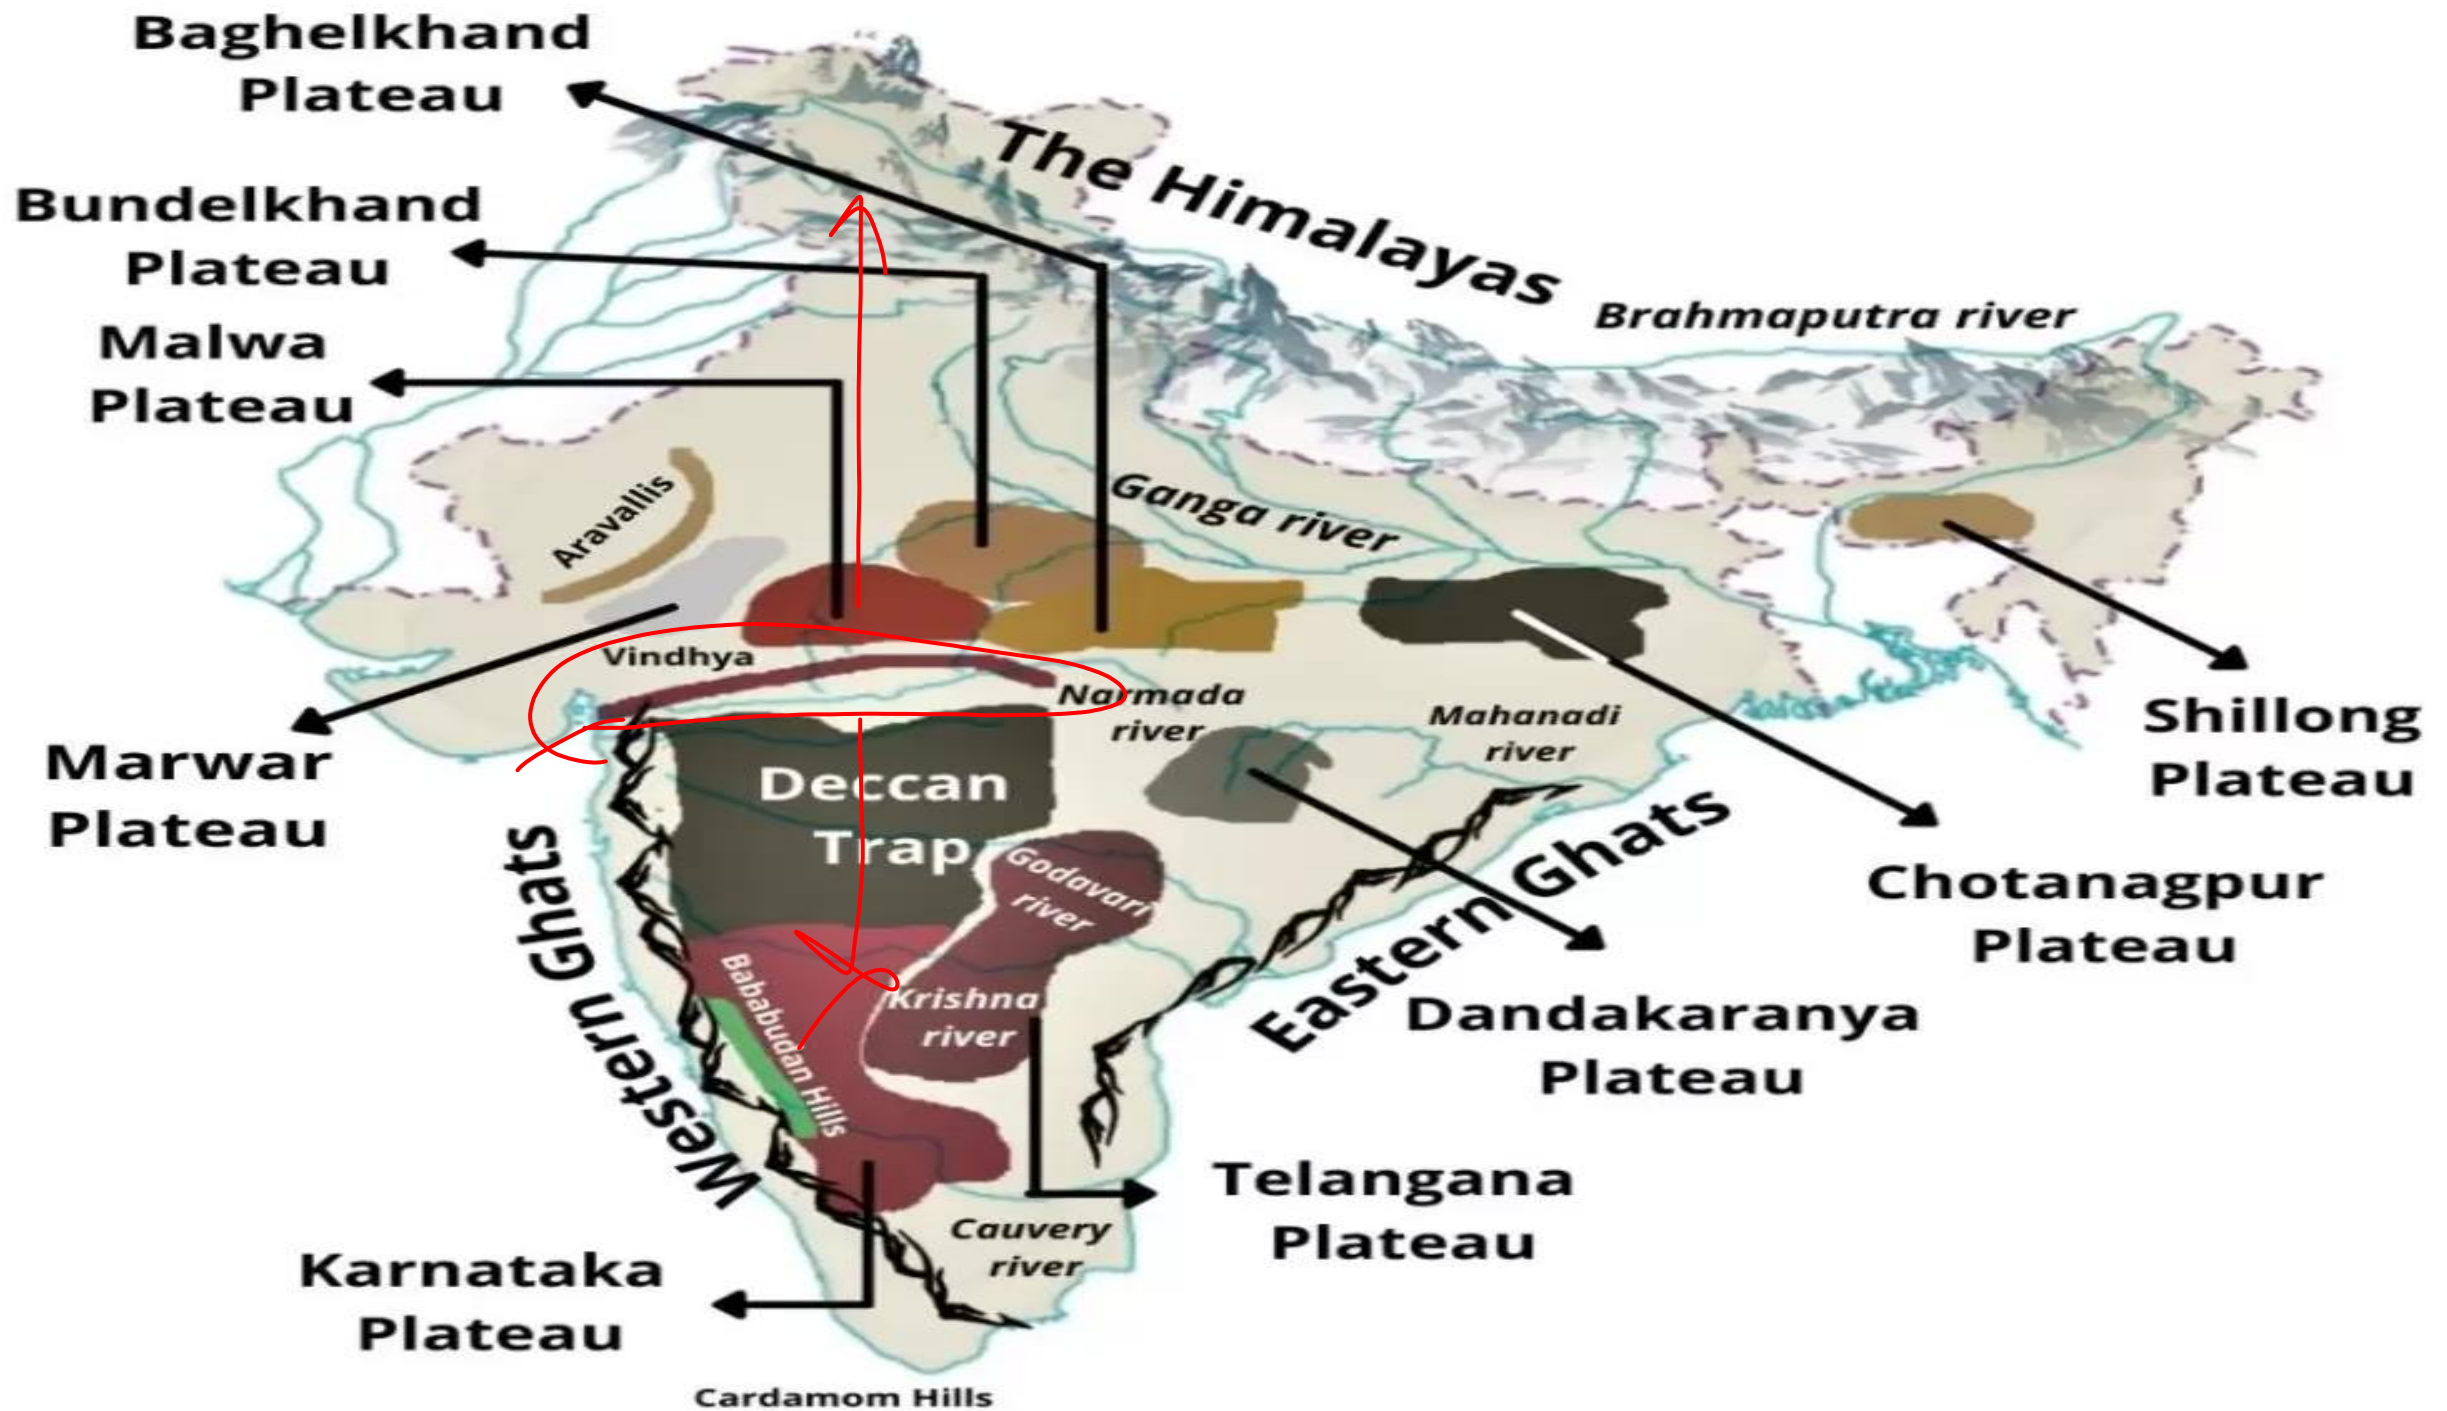 Baghelkhand
Plateau
Bundelkhand
Plateau
Malwa
Plateau
The Himalayas
Brahmaputra river
Aravallis
Ganga river
Vindhya
Narmada
river
Mahanadi
river
Marwar
Plateau
Shillong
Plateau
Deccan
Trap
Godavari
river
Western Ghats
Eastern Ghats
Chotanagpur
Plateau
Bababudan Hills
Krishna
river
Dandakaranya
Plateau
Telangana
Plateau
Cauvery
river
Karnataka
Plateau
Cardamom Hills